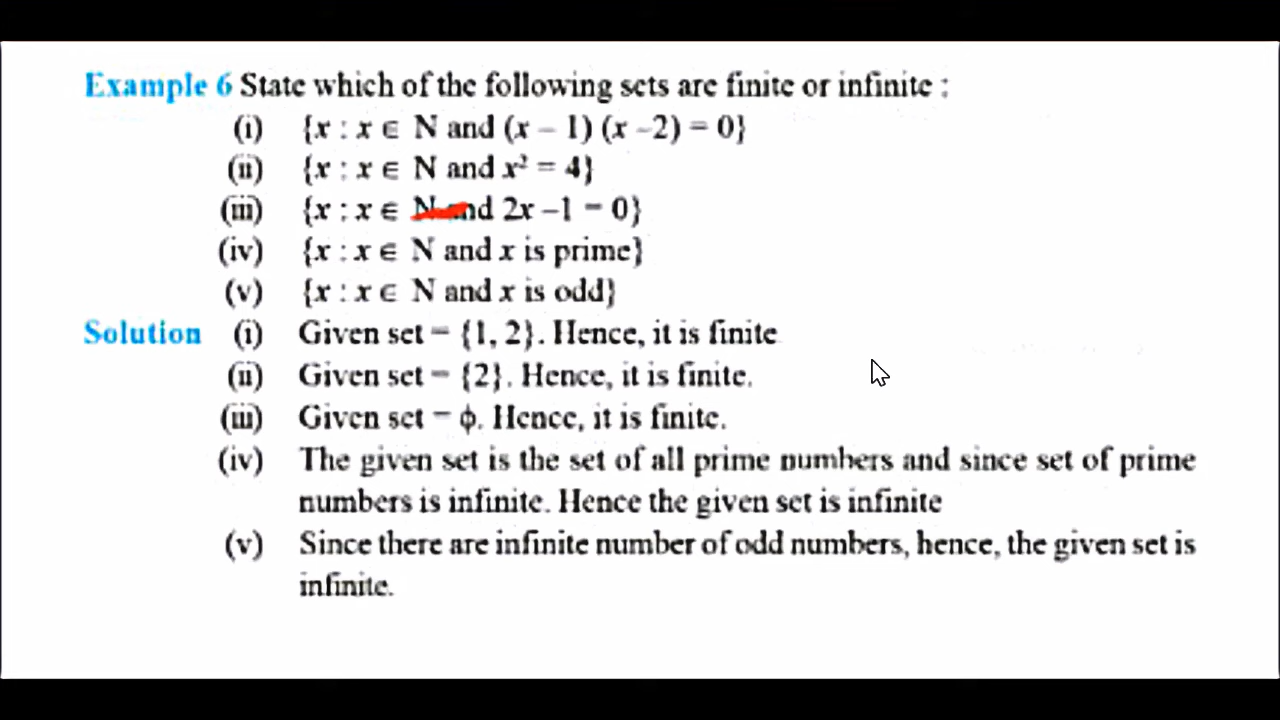 Example 6 State which of the following sets are finite or infinite :
(i) {x : x ∈ N and (x – 1) (x –2) = 0}
(ii) {x : x ∈ N and x² = 4}
(iii) {x : x ∈ N and 2x –1 = 0}
(iv) {x : x ∈ N and x is prime}
(v) {x : x ∈ N and x is odd}
Solution (i) Given set = {1, 2}. Hence, it is finite
(ii) Given set = {2}. Hence, it is finite.
(iii) Given set = ϕ. Hence, it is finite.
(iv) The given set is the set of all prime numbers and since set of prime
numbers is infinite. Hence the given set is infinite
(v) Since there are infinite number of odd numbers, hence, the given set is
infinite.